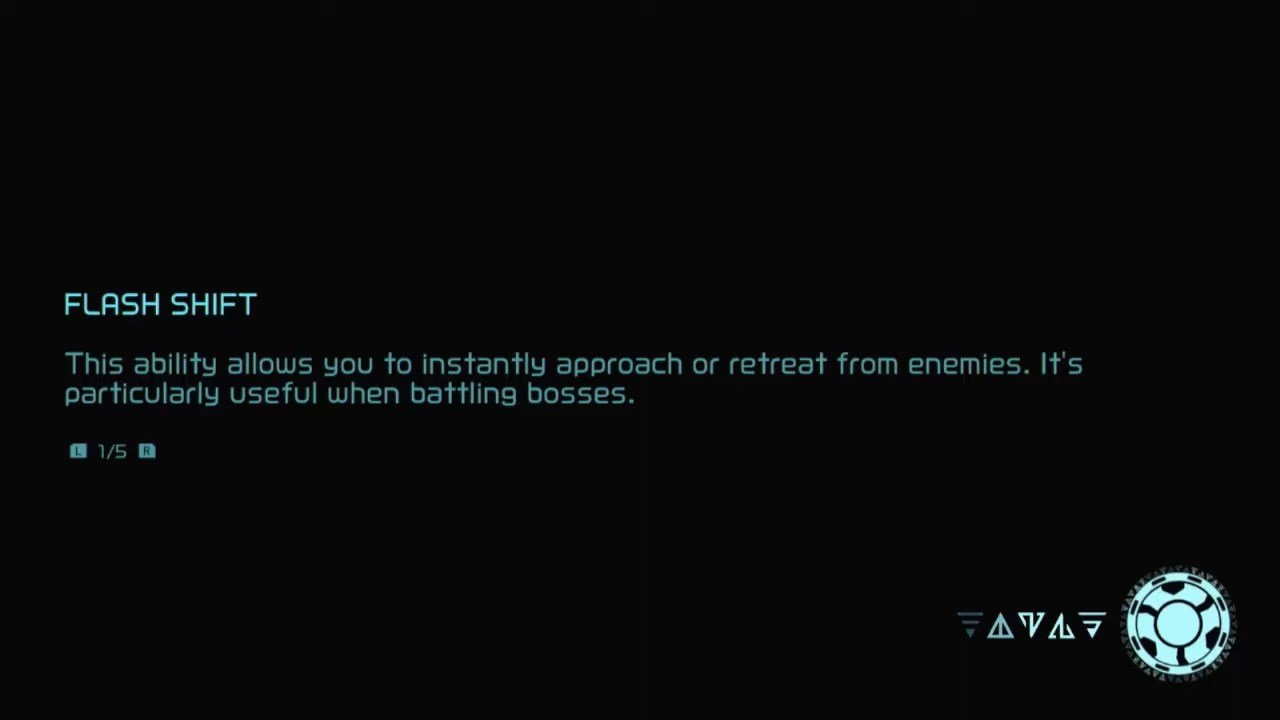 FLASH SHIFT
This ability allows you to instantly approach or retreat from enemies. It's
particularly useful when battling bosses.
L 1/5 R